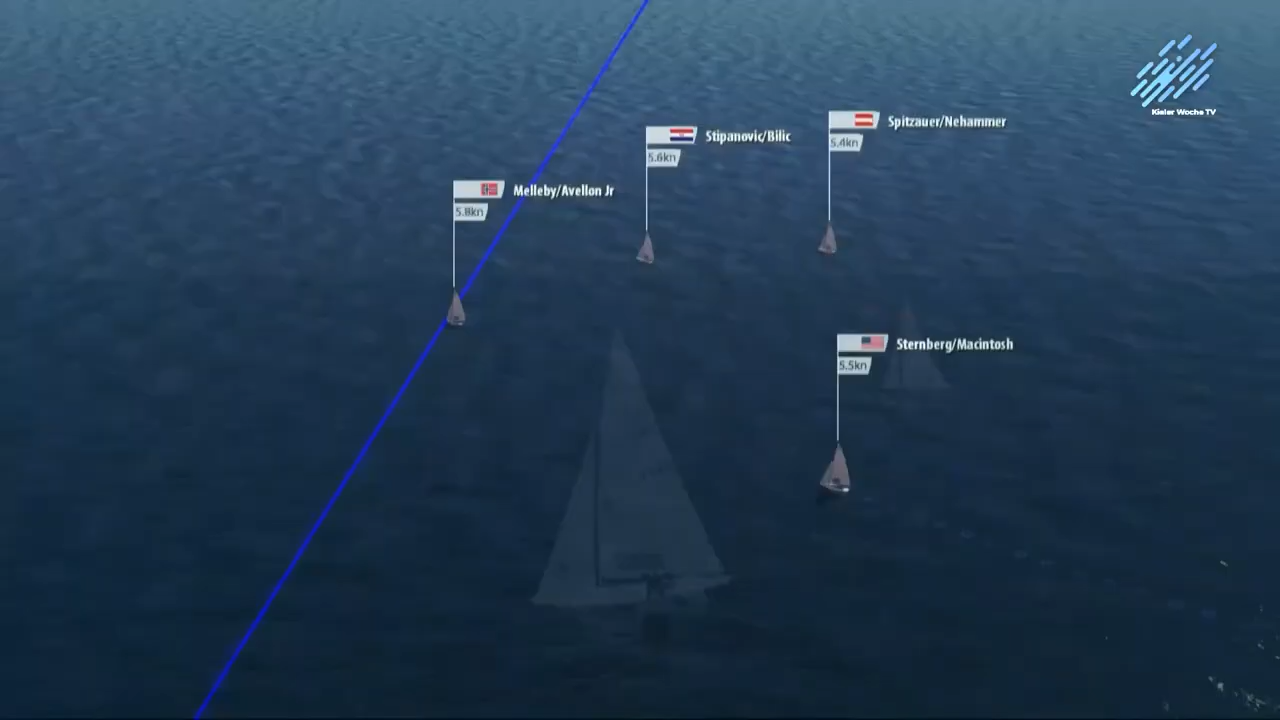 Kieler Woche TV
Spitzauer/Nehammer
5.4kn
Stipanovic/Bilic
5.6kn
Melleby/Avellon Jr
5.8kn
Sternberg/Macintosh
5.5kn